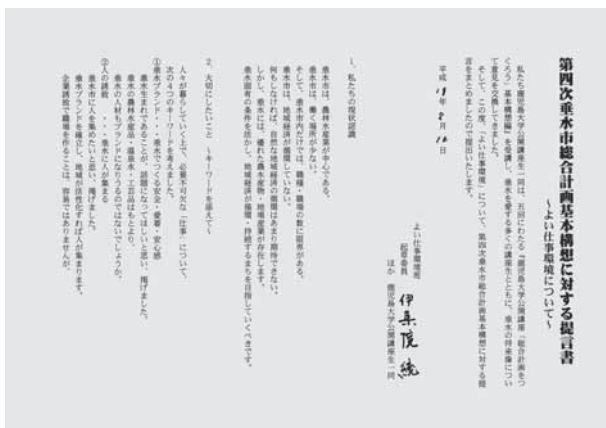 第四次垂水市総合計画基本構想に対する提言書
～よい仕事環境について～
私たち鹿児島大学公開講座生一同は、五回にわたる『鹿児島大学公開講座「総合計画をつ
くろう」基本構想編』を受講し、垂水を愛する多くの講座生とともに、垂水の将来像につい
て意見を交換してきました。
そして、この度、「よい仕事環境」について、第四次垂水市総合計画基本構想に対する提
言をまとめましたので提出いたします。
平成19年8月16日
よい仕事環境班
起草委員 伊集院 統
ほか 鹿児島大学公開講座生一同
1、私たちの現状認識
垂水市は、農林水産業が中心である。
垂水市は、働く場所が少ない。
そして、垂水市内だけでは、職種・職場の数に限界がある。
垂水市は、地域経済が循環していない。
何もしなければ、自然な地域経済の循環はあまり期待できない。
しかし、垂水には、優れた農水産物・地場産業が存在します。
垂水固有の条件を活かし、地域経済が循環・持続するまちを目指していくべきです。
2、大切にしたいこと ～キーワードを添えて～
人々が暮らしていく上で、必要不可欠な「仕事」について、
次の4つのキーワードを考えました。
①垂水ブランド・・・垂水でつくる安全・愛着・安心感
垂水生まれであることが、話題になってほしいと思い、掲げました。
垂水の農林水産品・温泉水・工芸品はもとより、
垂水の人材もブランドになりうるのではないでしょうか。
②人の誘致 ・・・垂水に人が集まる
垂水市に人を集めたいと思い、掲げました。
垂水ブランドを確立し、地域が活性化すれば人が集まります。
企業誘致で職場を作ることは、容易ではありませんが、